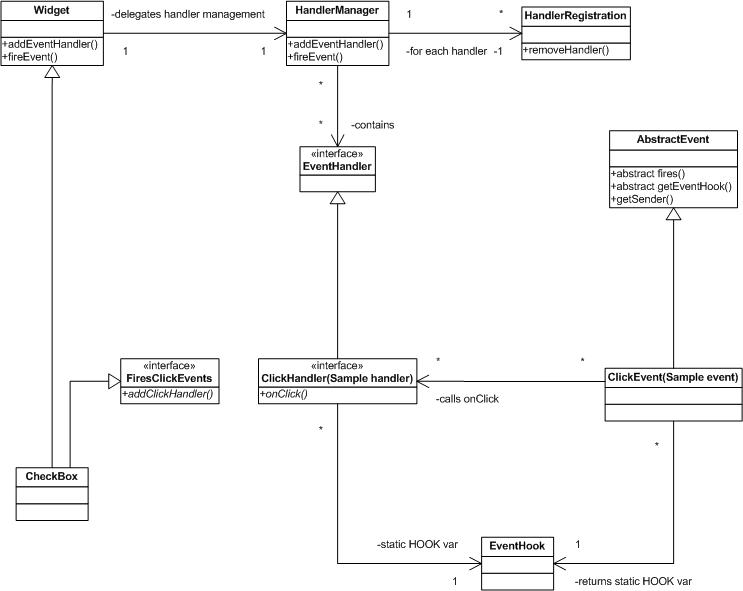 Widget
+addEventHandler()
+fireEvent()
-delegates handler management
1
1
HandlerManager
+addEventHandler()
+fireEvent()
1
*
-for each handler -1
HandlerRegistration
+removeHandler()
*
*
-contains
«interface»
EventHandler
AbstractEvent
+abstract fires()
+abstract getEventHook()
+getSender()
«interface»
FiresClickEvents
+addClickHandler()
«interface»
ClickHandler(Sample handler)
+onClick()
*
*
-calls onClick
ClickEvent(Sample event)
*
*
CheckBox
-static HOOK var
1
EventHook
1
-returns static HOOK var